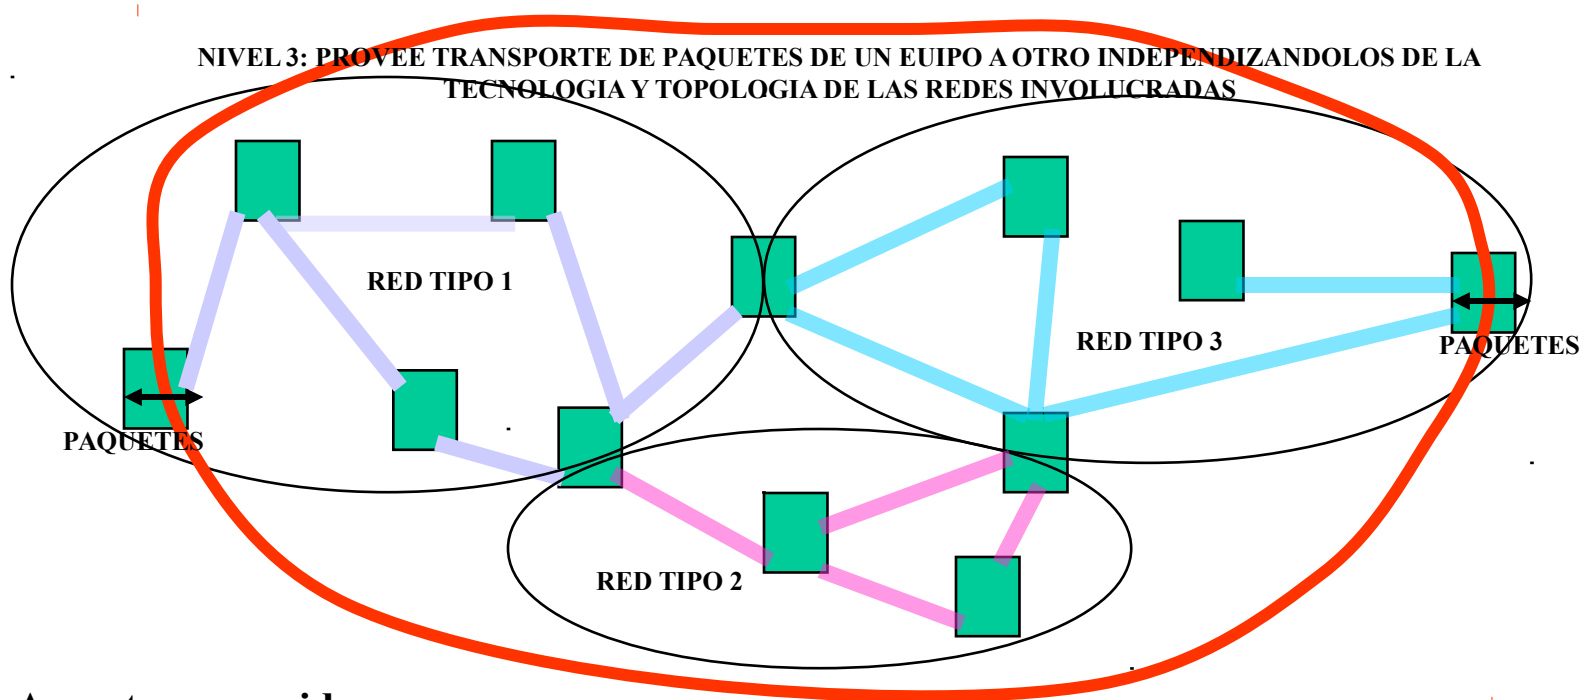 NIVEL 3: PROVEE TRANSPORTE DE PAQUETES DE UN EUIPO A OTRO INDEPENDIZANDOLOS DE LA
TECNOLOGIA Y TOPOLOGIA DE LAS REDES INVOLUCRADAS
RED TIPO 1
RED TIPO 3
PAQUETES
PAQUETES
RED TIPO 2